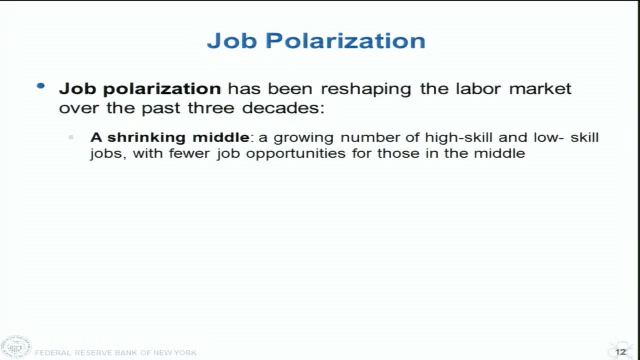 Job Polarization
Job polarization has been reshaping the labor market
over the past three decades:
A shrinking middle: a growing number of high-skill and low- skill
jobs, with fewer job opportunities for those in the middle
FEDERAL RESERVE BANK OF NEW YORK
12